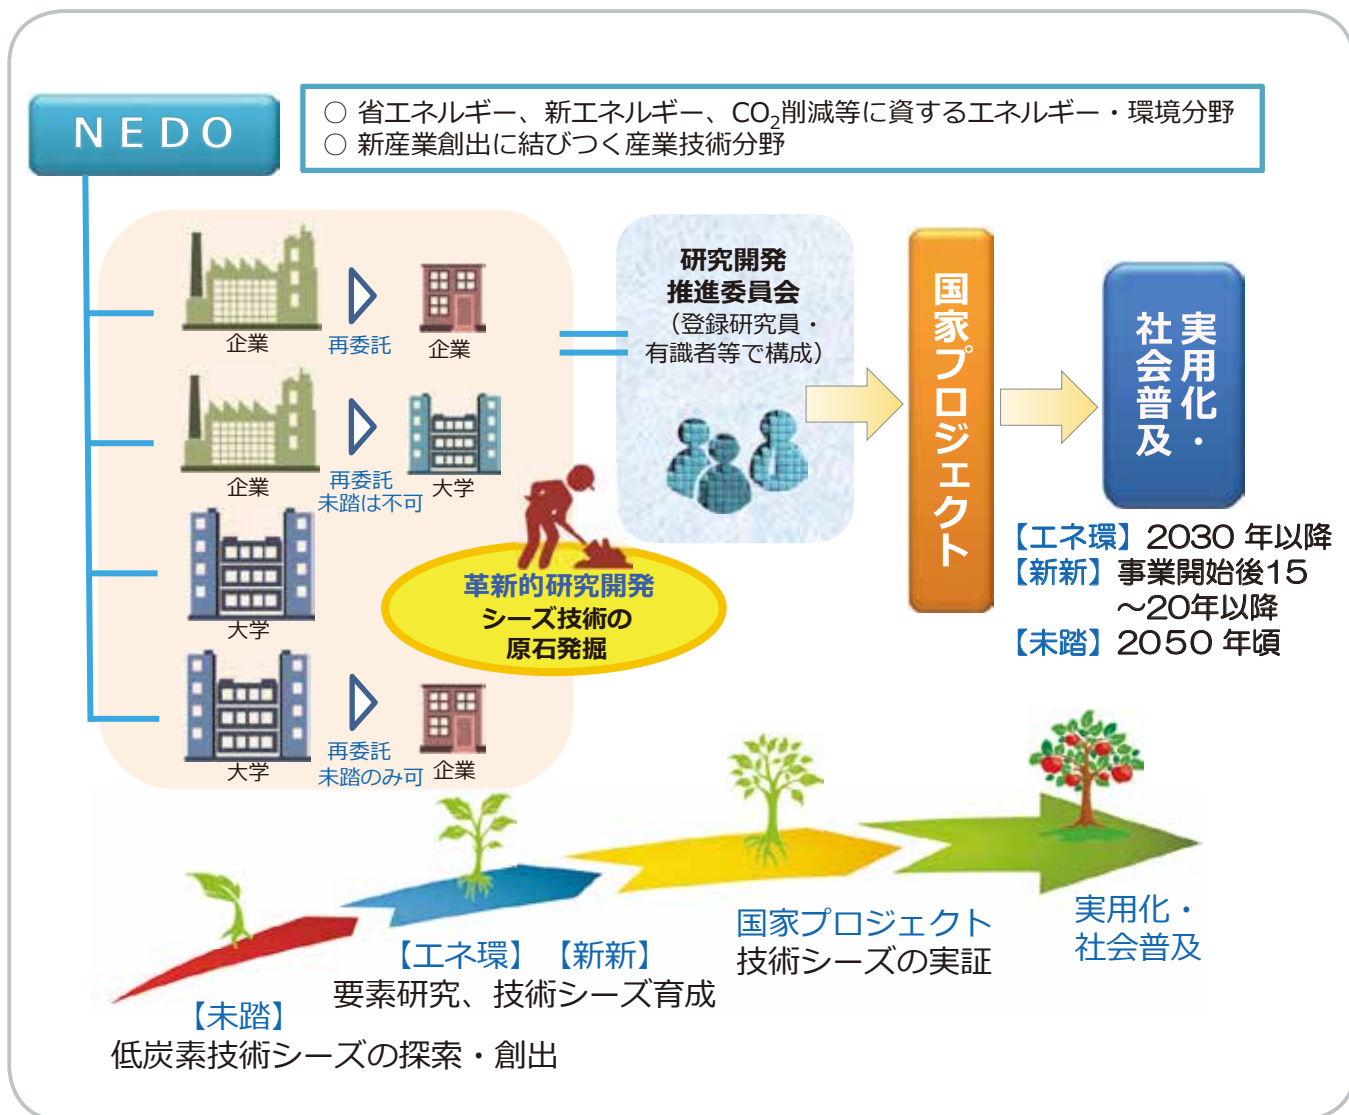 NEDO
○ 省エネルギー、新エネルギー、CO₂削減等に資するエネルギー・環境分野
○ 新産業創出に結びつく産業技術分野
企業
再委託
企業
企業
再委託
未踏は不可
大学
大学
大学
再委託
未踏のみ可
企業
革新的研究開発
シーズ技術の
原石発掘
研究開発
推進委員会
（登録研究員・
有識者等で構成）
国家プロジェクト
実用化・
社会普及
【エネ環】2030 年以降
【新新】事業開始後15
～20年以降
【未踏】2050 年頃
【未踏】
低炭素技術シーズの探索・創出
【エネ環】【新新】
要素研究、技術シーズ育成
国家プロジェクト
技術シーズの実証
実用化・
社会普及